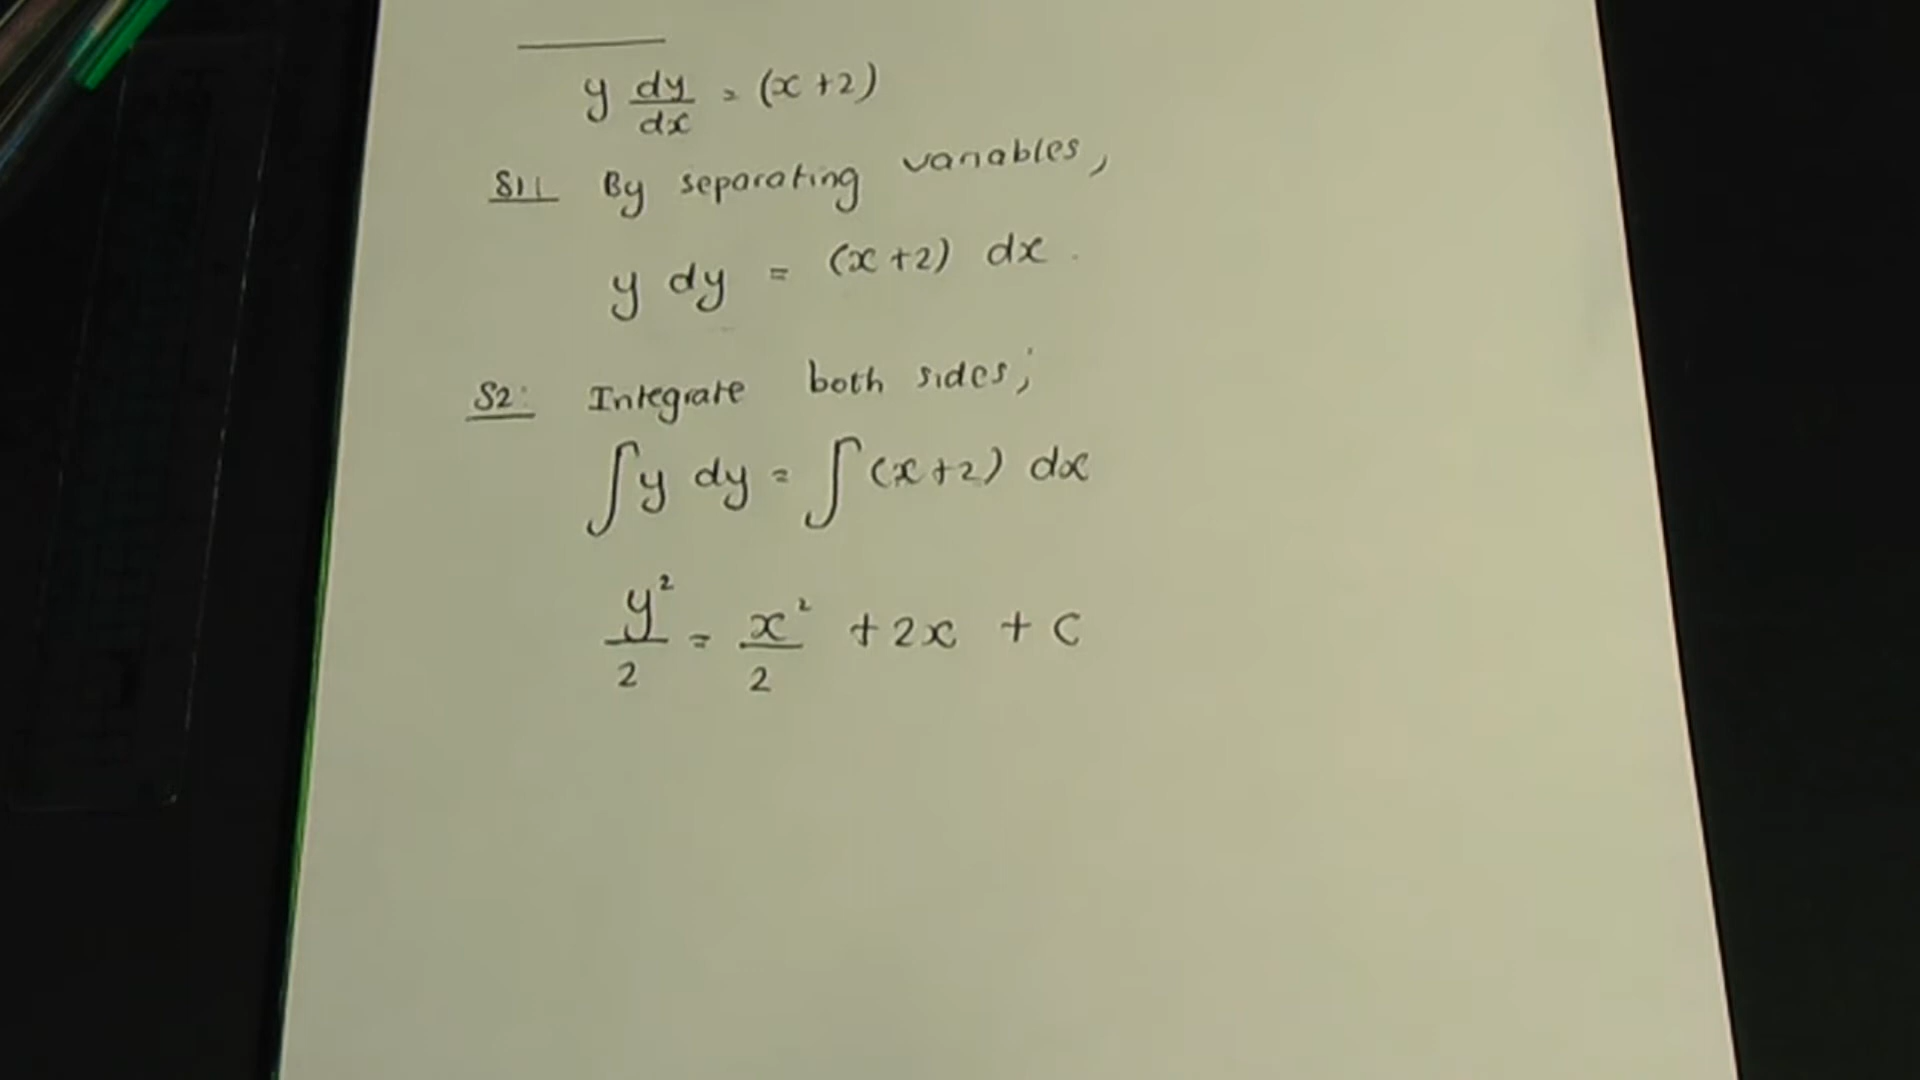 y dy/dx = (x+2)
S1: By separating variables,
y dy = (x+2) dx.
S2: Integrate both sides;
∫y dy = ∫(x+2) dx
y²/2 = x²/2 + 2x + C